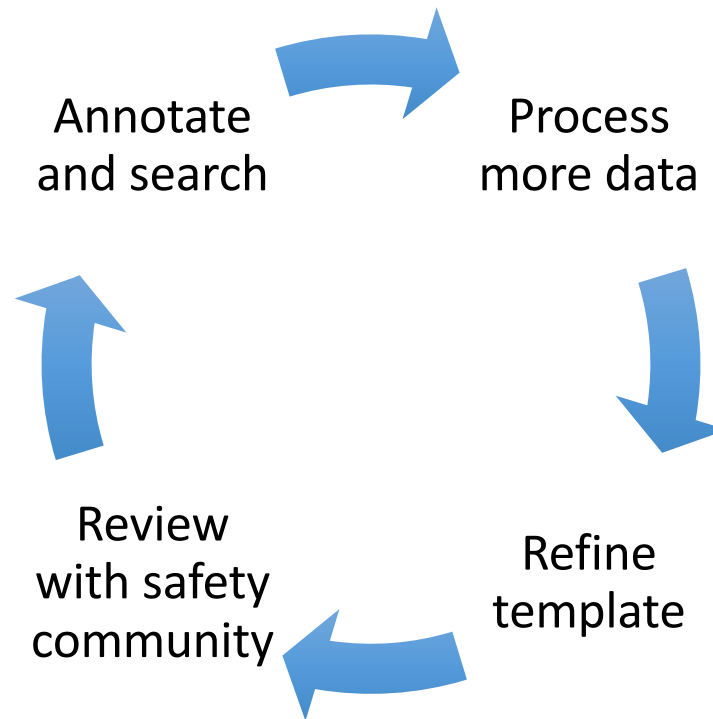 Annotate
and search
Process
more data
Refine
template
Review
with safety
community